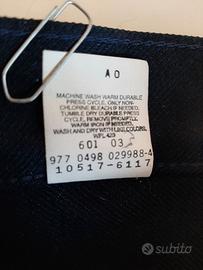 AO
MACHINE WASH WARM DURABLE
PRESS CYCLE, ONLY NON-
CHLORINE BLEACH IF NEEDED.
TUMBLE DRY DURABLE PRESS
CYCLE, REMOVE PROMPTLY.
WARM IRON IF NEEDED.
WASH AND DRY WITH LIKE COLORS.
WPL 423
601 03
977 0498 029988-4
10517-6117
subito